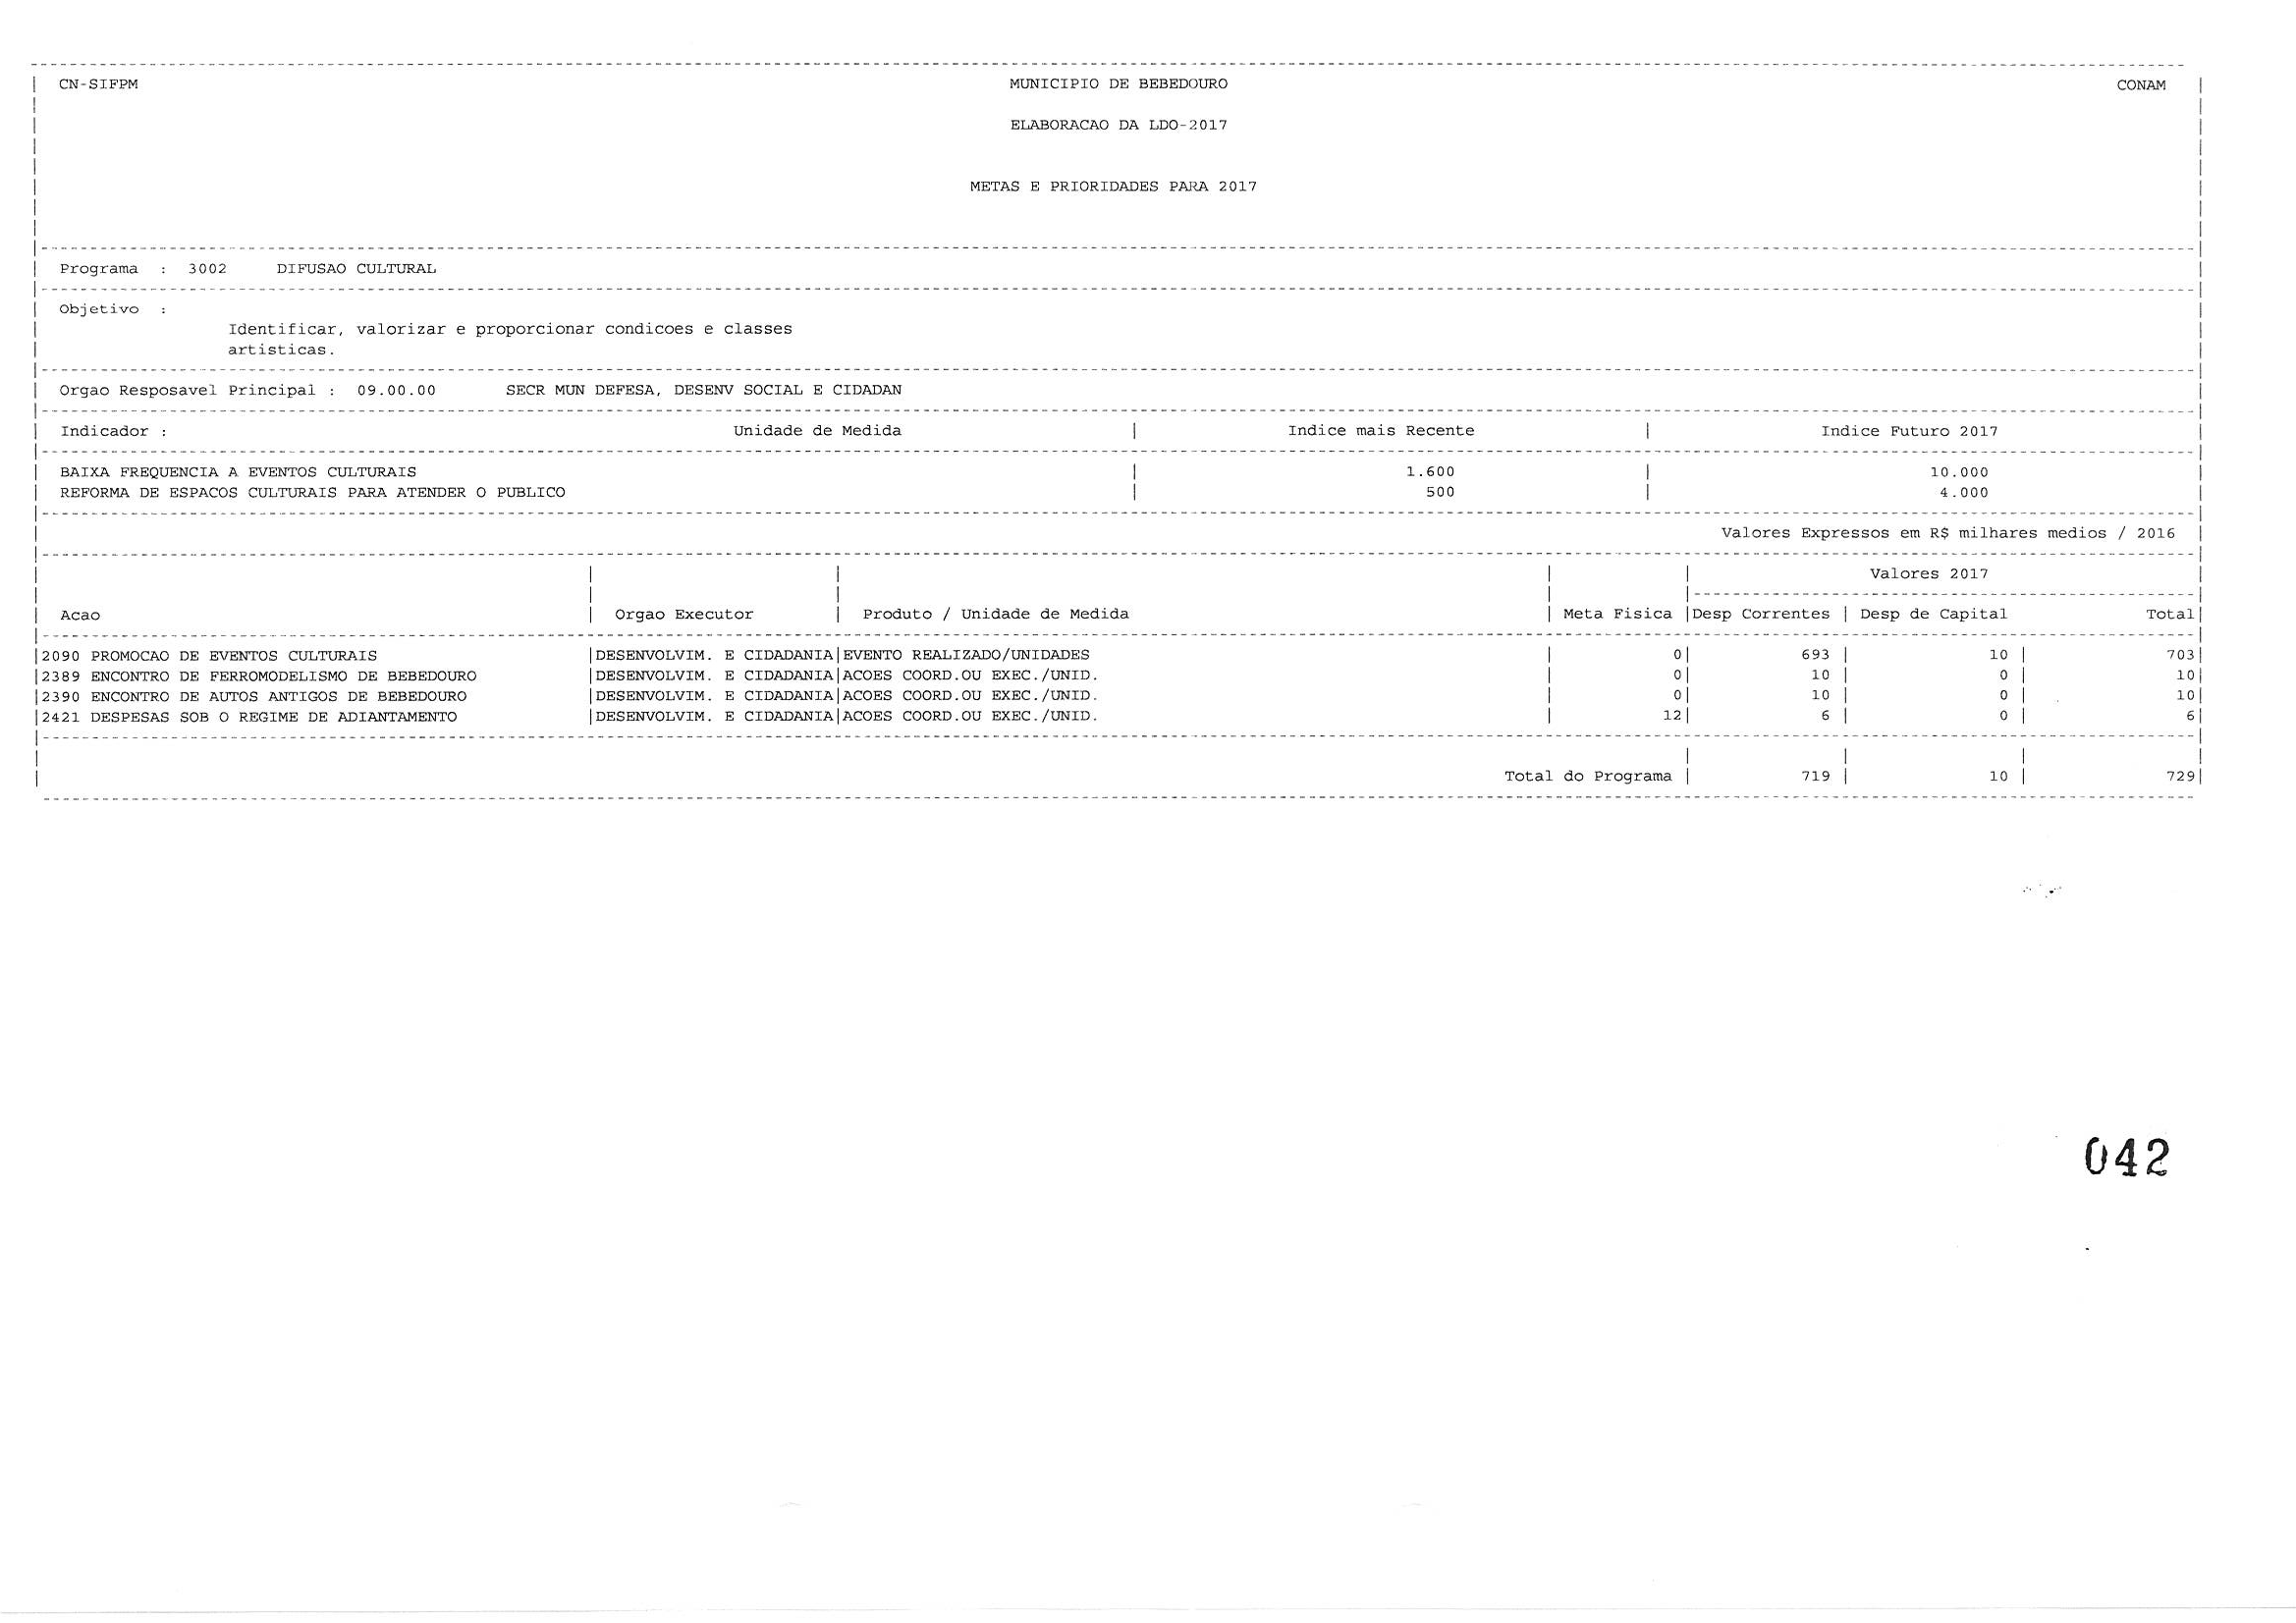 CN-SIFPM MUNICIPIO DE BEBEDOURO CONAM
ELABORACAO DA LDO-2017
METAS E PRIORIDADES PARA 2017
Programa : 3002 DIFUSAO CULTURAL
Objetivo :
Identificar, valorizar e proporcionar condicoes e classes
artisticas.
Orgao Resposavel Principal : 09.00.00 SECR MUN DEFESA, DESENV SOCIAL E CIDADAN
Indicador : Unidade de Medida | Indice mais Recente | Indice Futuro 2017
BAIXA FREQUENCIA A EVENTOS CULTURAIS | 1.600 | 10.000
REFORMA DE ESPACOS CULTURAIS PARA ATENDER O PUBLICO | 500 | 4.000
Valores Expressos em R$ milhares medios / 2016
Valores 2017
Acao | Orgao Executor | Produto / Unidade de Medida | Meta Fisica |Desp Correntes | Desp de Capital Total|
|2090 PROMOCAO DE EVENTOS CULTURAIS |DESENVOLVIM. E CIDADANIA|EVENTO REALIZADO/UNIDADES | 0| 693 | 10 | 703|
|2389 ENCONTRO DE FERROMODELISMO DE BEBEDOURO |DESENVOLVIM. E CIDADANIA|ACOES COORD.OU EXEC./UNID. | 0| 10 | 0 | 10|
|2390 ENCONTRO DE AUTOS ANTIGOS DE BEBEDOURO |DESENVOLVIM. E CIDADANIA|ACOES COORD.OU EXEC./UNID. | 0| 10 | 0 | 10|
|2421 DESPESAS SOB O REGIME DE ADIANTAMENTO |DESENVOLVIM. E CIDADANIA|ACOES COORD.OU EXEC./UNID. | 12| 6 | 0 | 6|
Total do Programa | 719 | 10 | 729|
042